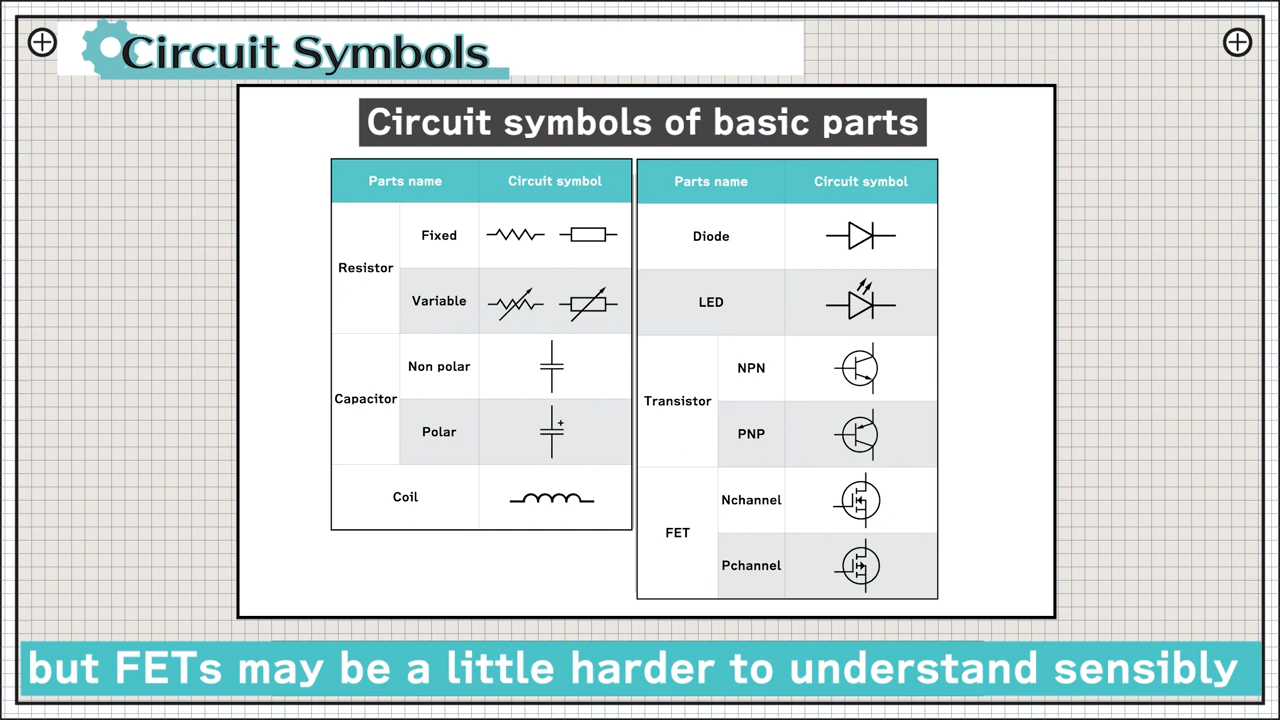 Circuit Symbols
Circuit symbols of basic parts
Parts name Circuit symbol
Resistor
Fixed
Variable
Capacitor
Non polar
Polar
+
Coil
Parts name Circuit symbol
Diode
LED
Transistor
NPN
PNP
FET
Nchannel
Pchannel
but FETs may be a little harder to understand sensibly